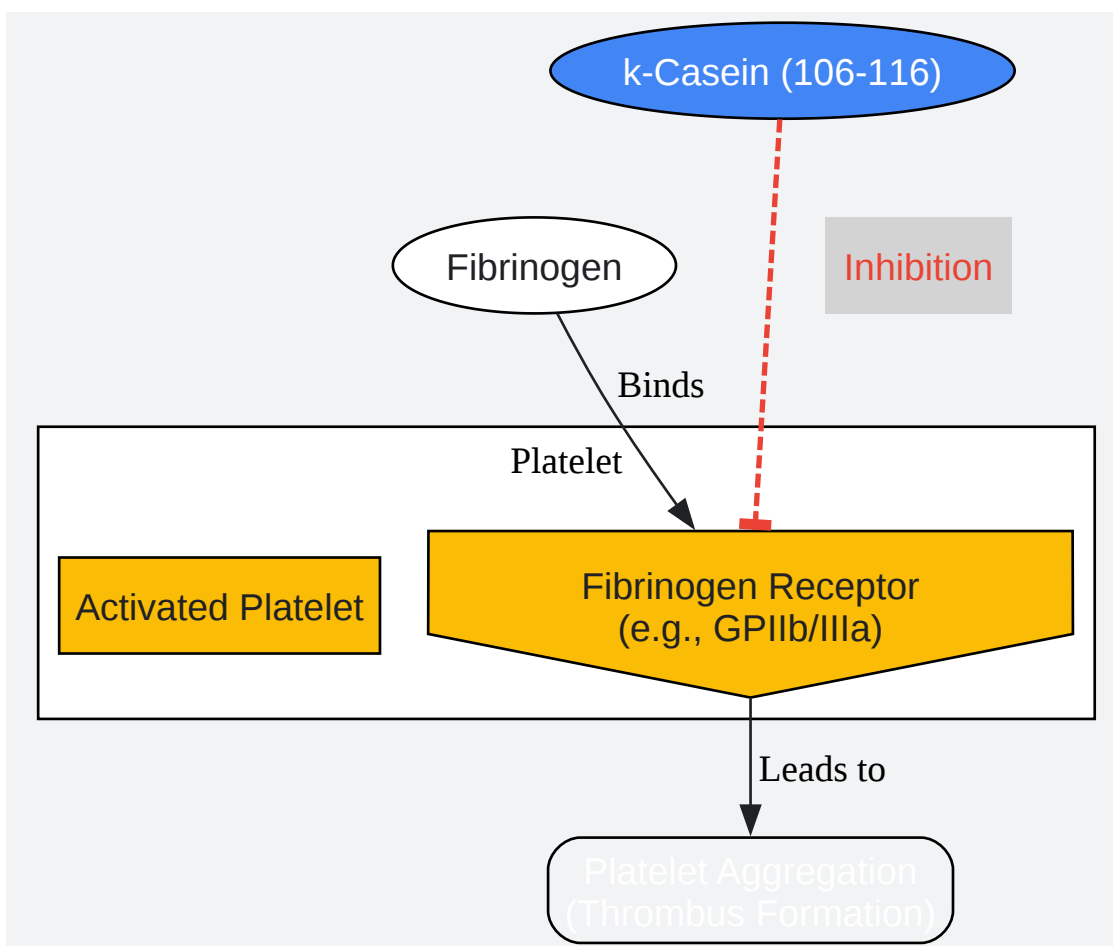 k-Casein (106-116)
Fibrinogen
Inhibition
Binds
Platelet
Activated Platelet
Fibrinogen Receptor
(e.g., GPIIb/IIIa)
Leads to
Platelet Aggregation
(Thrombus Formation)